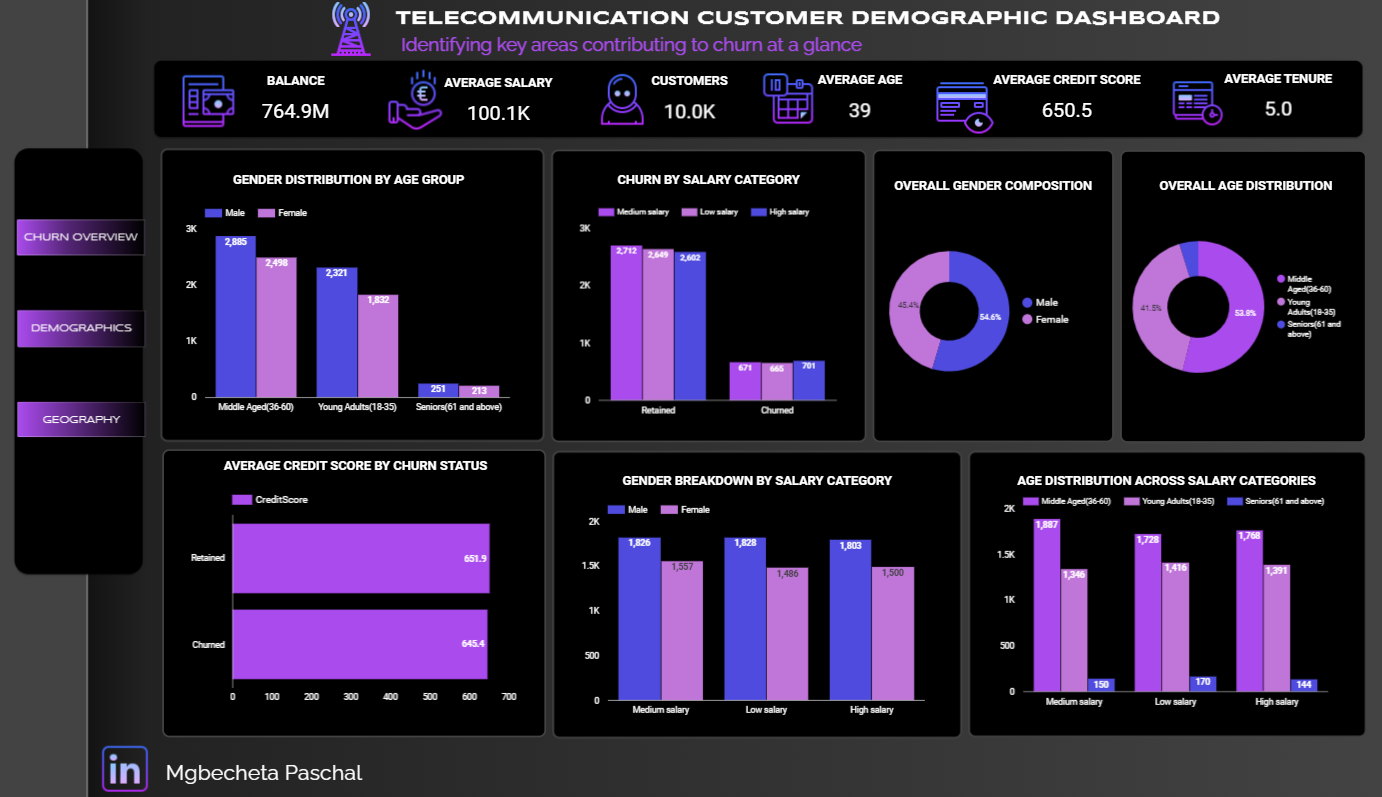 TELECOMMUNICATION CUSTOMER DEMOGRAPHIC DASHBOARD
Identifying key areas contributing to churn at a glance
BALANCE
764.9M
AVERAGE SALARY
100.1K
CUSTOMERS
10.0K
AVERAGE AGE
39
AVERAGE CREDIT SCORE
650.5
AVERAGE TENURE
5.0
CHURN OVERVIEW
DEMOGRAPHICS
GEOGRAPHY
GENDER DISTRIBUTION BY AGE GROUP
Male Female
3K
2K
1K
0
2,885
2,498
2,321
1,832
251
213
Middle Aged(36-60) Young Adults(18-35) Seniors(61 and above)
CHURN BY SALARY CATEGORY
Medium salary Low salary High salary
3K
2K
1K
0
2,712
2,649
2,602
671
665
701
Retained Churned
OVERALL GENDER COMPOSITION
45.4%
54.6%
Male
Female
OVERALL AGE DISTRIBUTION
41.5%
53.8%
Middle
Aged(36-60)
Young
Adults(18-35)
Seniors(61 and
above)
AVERAGE CREDIT SCORE BY CHURN STATUS
CreditScore
Retained
651.9
Churned
645.4
0 100 200 300 400 500 600 700
GENDER BREAKDOWN BY SALARY CATEGORY
Male Female
2K
1.5K
1K
500
0
1,826
1,557
1,828
1,486
1,803
1,500
Medium salary Low salary High salary
AGE DISTRIBUTION ACROSS SALARY CATEGORIES
Middle Aged(36-60) Young Adults(18-35) Seniors(61 and above)
2K
1.5K
1K
500
0
1,887
1,346
150
1,728
1,416
170
1,768
1,391
144
Medium salary Low salary High salary
in
Mgbecheta Paschal